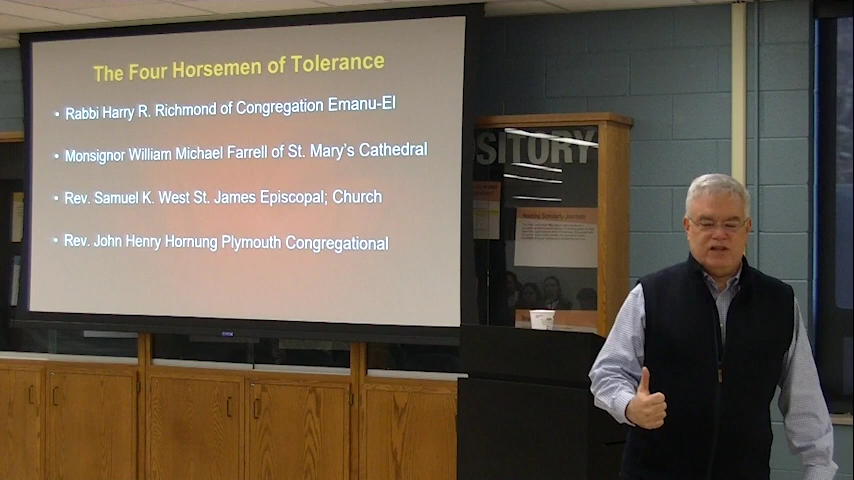 The Four Horsemen of Tolerance
• Rabbi Harry R. Richmond of Congregation Emanu-El
• Monsignor William Michael Farrell of St. Mary's Cathedral
• Rev. Samuel K. West St. James Episcopal; Church
• Rev. John Henry Hornung Plymouth Congregational
SITORY